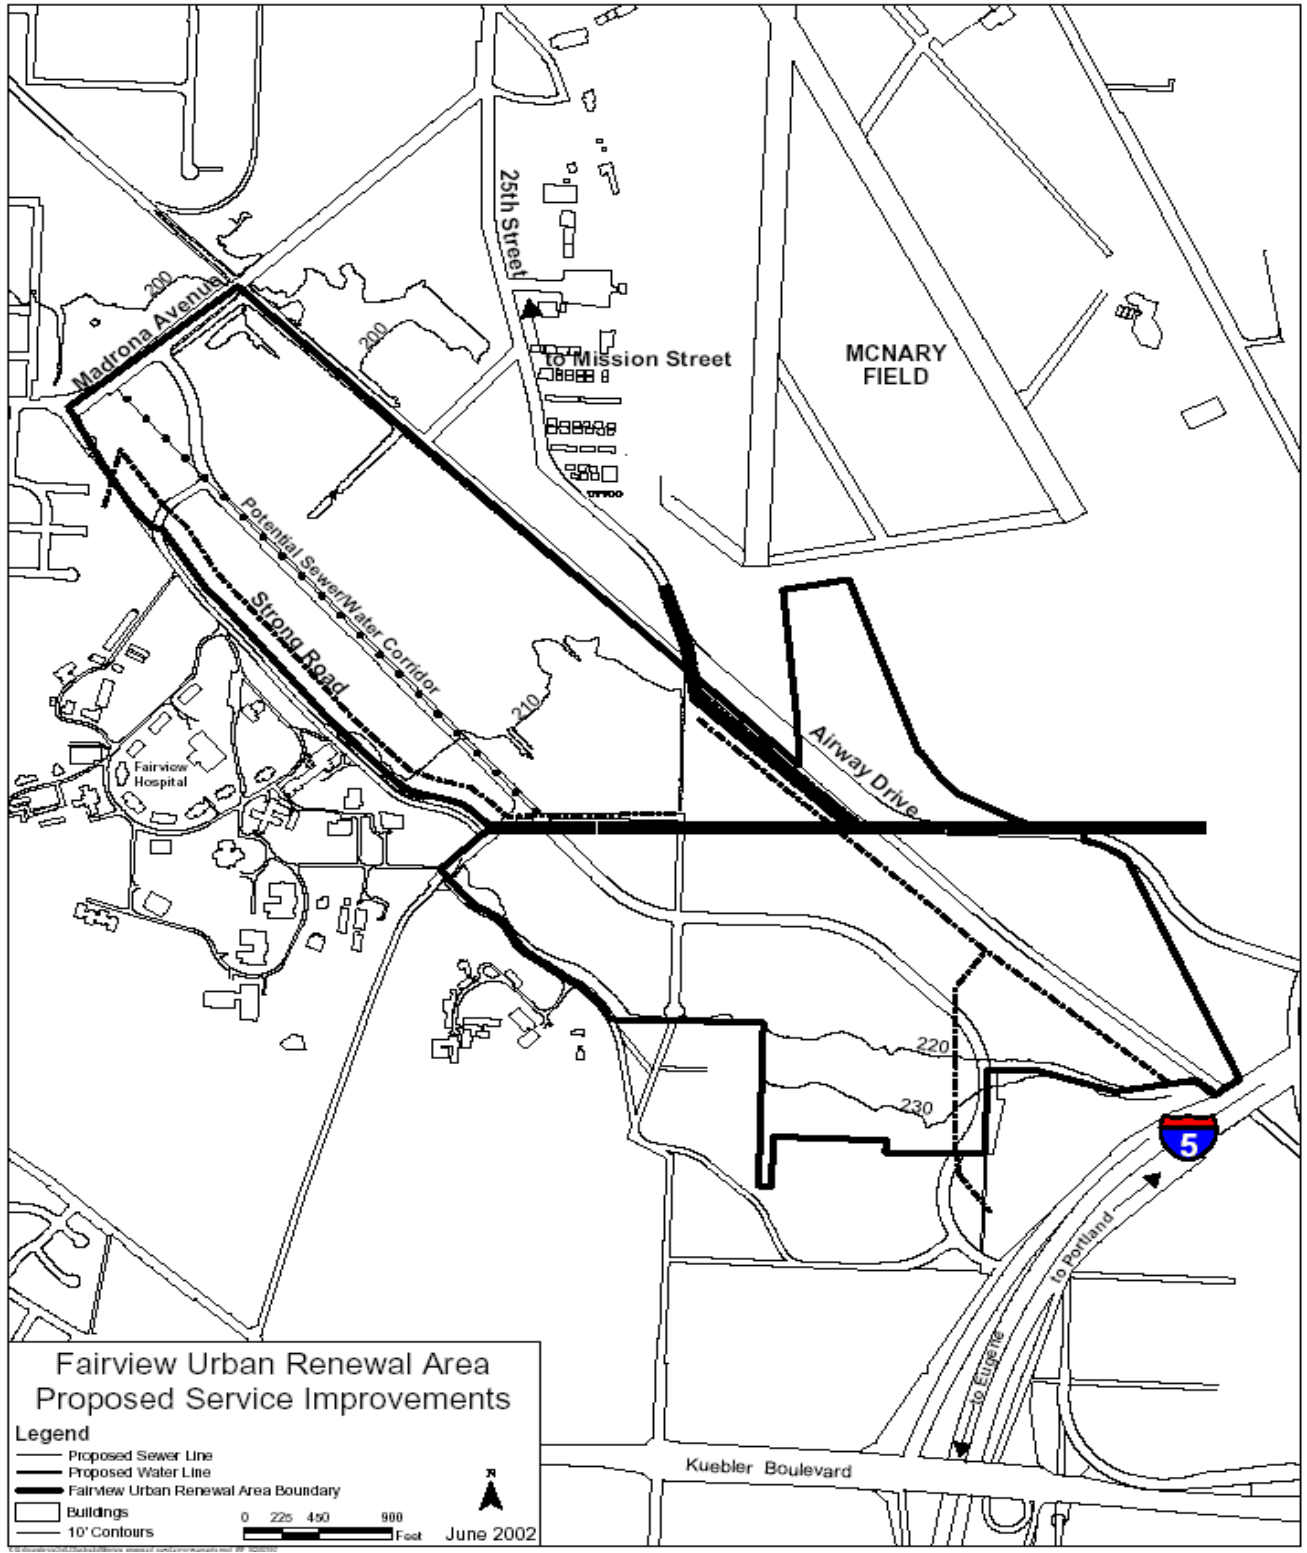 25th Street
200
Madrona Avenue
200
to Mission Street
MCNARY
FIELD
Potential Sewer/Water Corridor
Strong Road
210
Airway Drive
Fairview
Hospital
220
230
5
to Portland
to Eugene
Kuebler Boulevard
Fairview Urban Renewal Area
Proposed Service Improvements
Legend
Proposed Sewer Line
Proposed Water Line
Fairview Urban Renewal Area Boundary
Buildings
10' Contours
0 225 450 900
Feet
N
June 2002